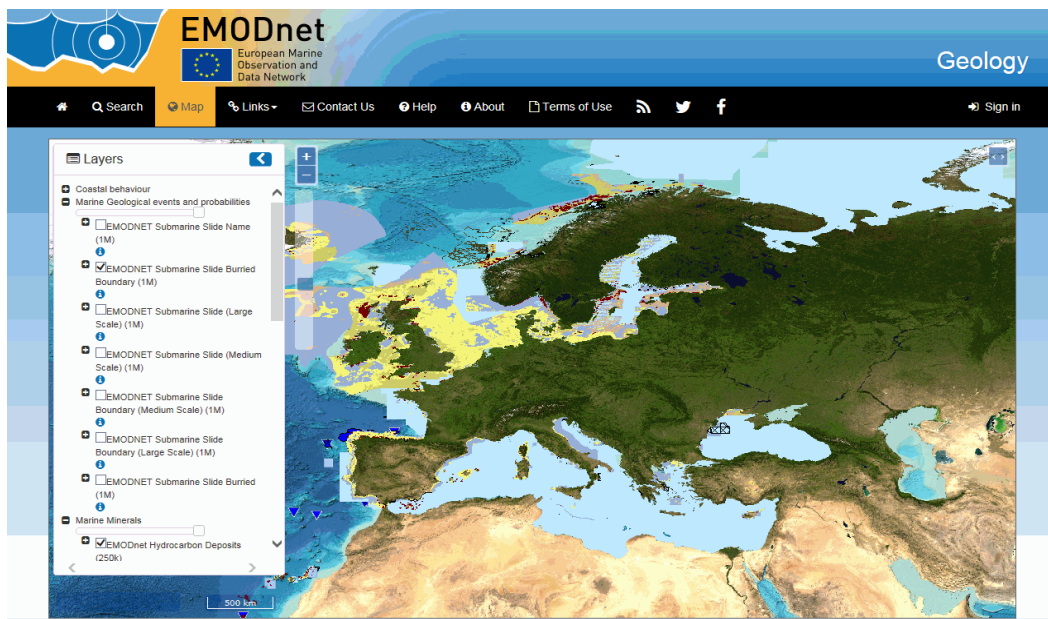 EMODnet
European Marine
Observation and
Data Network
Geology
Search
Map
Links
Contact Us
Help
About
Terms of Use
Sign in
Layers
Coastal behaviour
Marine Geological events and probabilities
EMODNET Submarine Slide Name
(1M)
EMODNET Submarine Slide Burried
Boundary (1M)
EMODNET Submarine Slide (Large
Scale) (1M)
EMODNET Submarine Slide (Medium
Scale) (1M)
EMODNET Submarine Slide
Boundary (Medium Scale) (1M)
EMODNET Submarine Slide
Boundary (Large Scale) (1M)
EMODNET Submarine Slide Burried
(1M)
Marine Minerals
EMODnet Hydrocarbon Deposits
(250k)
500 km